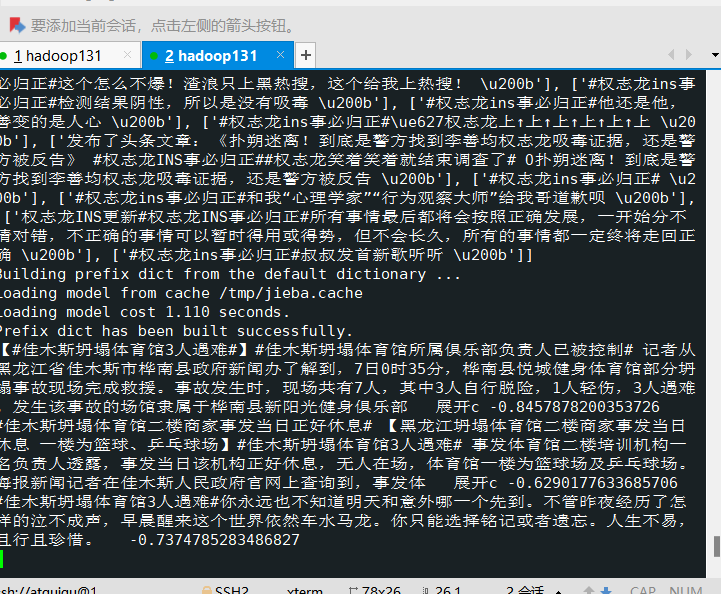 要添加当前会话，点击左侧的箭头按钮。
1 hadoop131 × 2 hadoop131 × +
必归正#这个怎么不爆！渣浪只上黑热搜，这个给我上热搜！ \u200b'], ['#权志龙ins事
必归正#检测结果阴性，所以是没有吸毒 \u200b'], ['#权志龙ins事必归正#他还是他，
善变的是人心 \u200b'], ['#权志龙ins事必归正#\ue627权志龙上↑上↑上↑上↑上↑上 \u20
0b'], ['发布了头条文章：《扑朔迷离！到底是警方找到李善均权志龙吸毒证据，还是警
方被反告》 #权志龙INS事必归正##权志龙笑着笑着就结束调查了# O扑朔迷离！到底是警
方找到李善均权志龙吸毒证据，还是警方被反告 \u200b'], ['#权志龙ins事必归正# \u2
00b'], ['#权志龙ins事必归正#和我“心理学家”“行为观察大师”给我哥道歉呗 \u200b'],
['权志龙INS更新#权志龙INS事必归正#所有事情最后都将会按照正确发展，一开始分不
清对错，不正确的事情可以暂时得用或得势，但不会长久，所有的事情都一定终将走回正
确 \u200b'], ['#权志龙ins事必归正#叔叔发首新歌听听 \u200b']]
Building prefix dict from the default dictionary ...
Loading model from cache /tmp/jieba.cache
Loading model cost 1.110 seconds.
Prefix dict has been built successfully.
【#佳木斯坍塌体育馆3人遇难#】#佳木斯坍塌体育馆所属俱乐部负责人已被控制# 记者从
黑龙江省佳木斯市桦南县政府新闻办了解到，7日0时35分，桦南县悦城健身体育馆部分坍
塌事故现场完成救援。事故发生时，现场共有7人，其中3人自行脱险，1人轻伤，3人遇难
。发生该事故的场馆隶属于桦南县新阳光健身俱乐部 展开c -0.8457878200353726
#佳木斯坍塌体育馆二楼商家事发当日正好休息# 【黑龙江坍塌体育馆二楼商家事发当日
休息 一楼为篮球、乒乓球场】#佳木斯坍塌体育馆3人遇难# 事发体育馆二楼培训机构一
名负责人透露，事发当日该机构正好休息，无人在场，体育馆一楼为篮球场及乒乓球场。
海报新闻记者在佳木斯人民政府官网上查询到，事发体 展开c -0.6290177633685706
#佳木斯坍塌体育馆3人遇难#你永远也不知道明天和意外哪一个先到。不管昨夜经历了怎
样的泣不成声，早晨醒来这个世界依然车水马龙。你只能选择铭记或者遗忘。人生不易，
且行且珍惜。 -0.7374785283486827
ssh://atguigu@1 SSH2 xterm 78x26 26,1 2 会话 CAP NUM